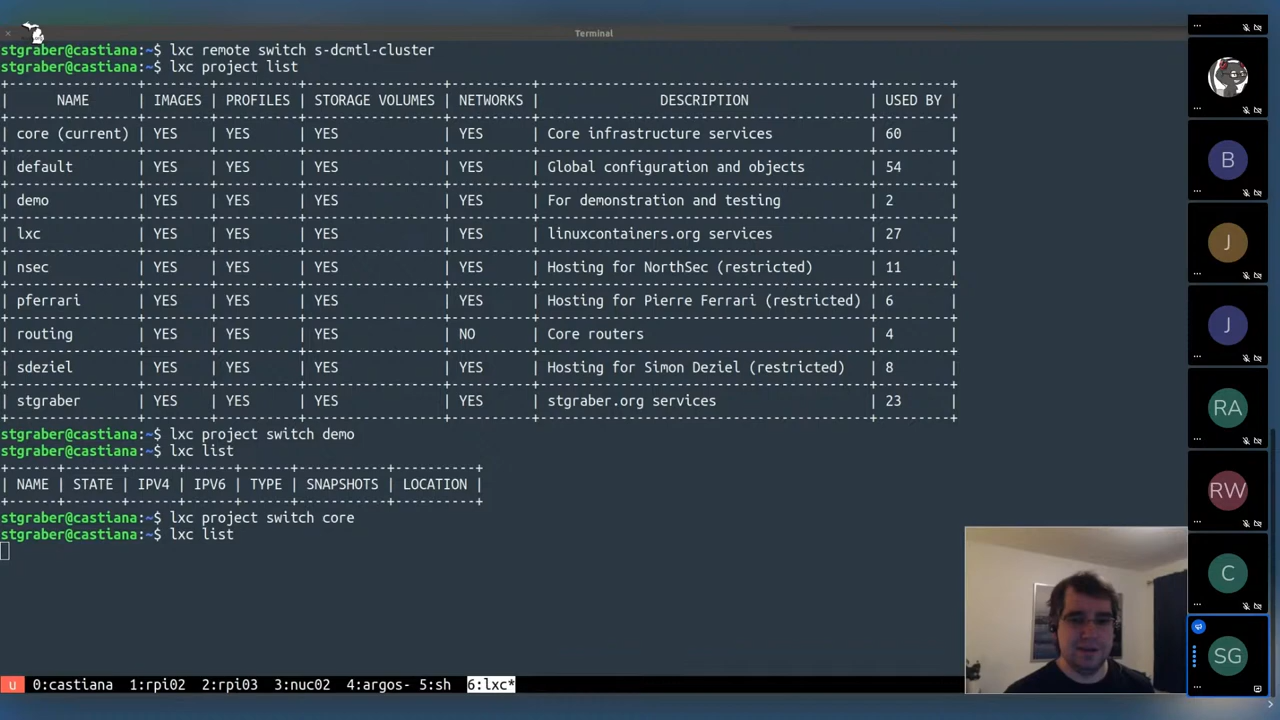 Terminal
stgraber@castiana:~$ lxc remote switch s-dcmtl-cluster
stgraber@castiana:~$ lxc project list
| NAME | IMAGES | PROFILES | STORAGE VOLUMES | NETWORKS | DESCRIPTION | USED BY |
| core (current) | YES | YES | YES | YES | Core infrastructure services | 60 |
| default | YES | YES | YES | YES | Global configuration and objects | 54 |
| demo | YES | YES | YES | YES | For demonstration and testing | 2 |
| lxc | YES | YES | YES | YES | linuxcontainers.org services | 27 |
| nsec | YES | YES | YES | YES | Hosting for NorthSec (restricted) | 11 |
| pferrari | YES | YES | YES | YES | Hosting for Pierre Ferrari (restricted) | 6 |
| routing | YES | YES | YES | NO | Core routers | 4 |
| sdeziel | YES | YES | YES | YES | Hosting for Simon Deziel (restricted) | 8 |
| stgraber | YES | YES | YES | YES | stgraber.org services | 23 |
stgraber@castiana:~$ lxc project switch demo
stgraber@castiana:~$ lxc list
| NAME | STATE | IPV4 | IPV6 | TYPE | SNAPSHOTS | LOCATION |
stgraber@castiana:~$ lxc project switch core
stgraber@castiana:~$ lxc list
u 0:castiana 1:rpi02 2:rpi03 3:nuc02 4:argos- 5:sh 6:lxc*
B
J
J
RA
RW
C
SG